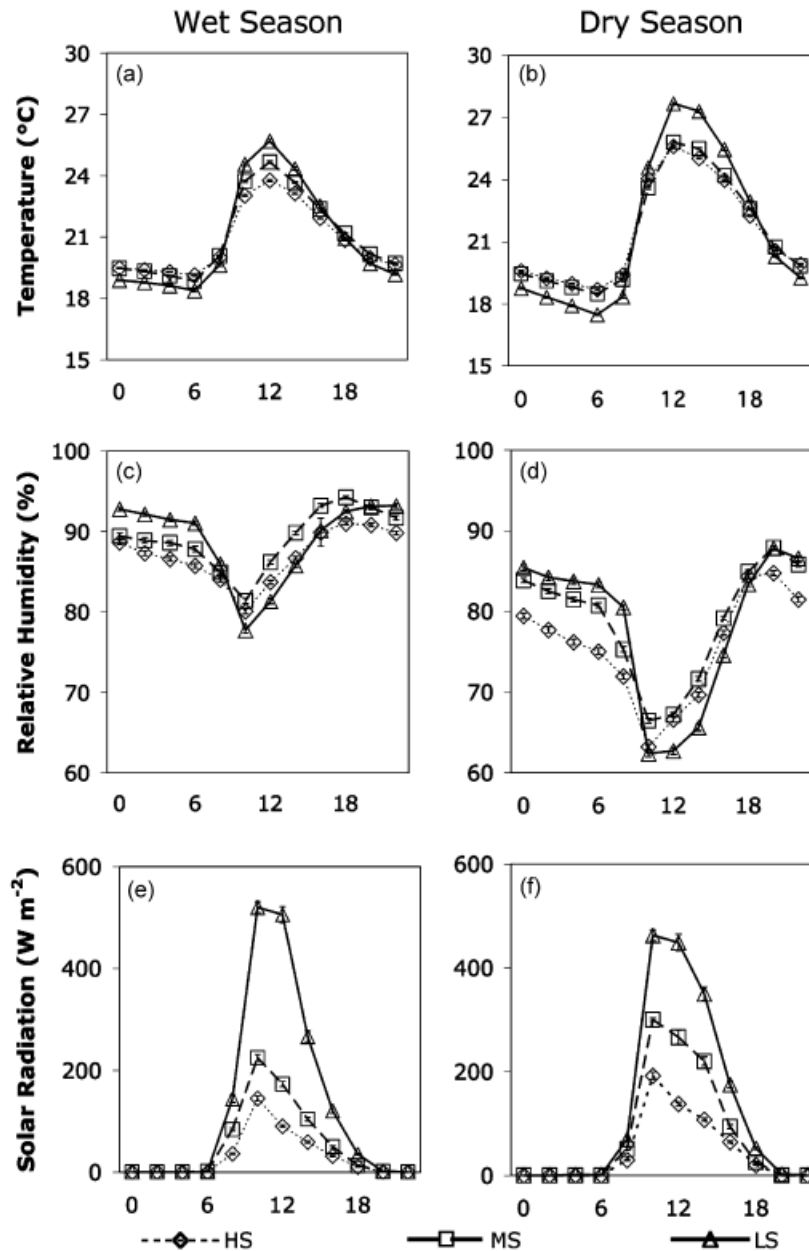 Wet Season Dry Season
(a) (b)
Temperature (°C)
30 27 24 21 18 15
0 6 12 18
30 27 24 21 18 15
0 6 12 18
(c) (d)
Relative Humidity (%)
100 90 80 70 60
0 6 12 18
100 90 80 70 60
0 6 12 18
(e) (f)
Solar Radiation (W m⁻²)
600 400 200 0
0 6 12 18
600 400 200 0
0 6 12 18
HS MS LS